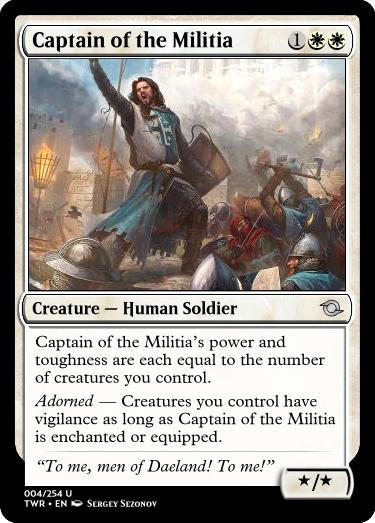 Captain of the Militia 1
Creature — Human Soldier
Captain of the Militia's power and
toughness are each equal to the number
of creatures you control.
Adorned — Creatures you control have
vigilance as long as Captain of the Militia
is enchanted or equipped.
"To me, men of Daeland! To me!"
★/★
004/254 U
TWR • EN Sergey Sezonov